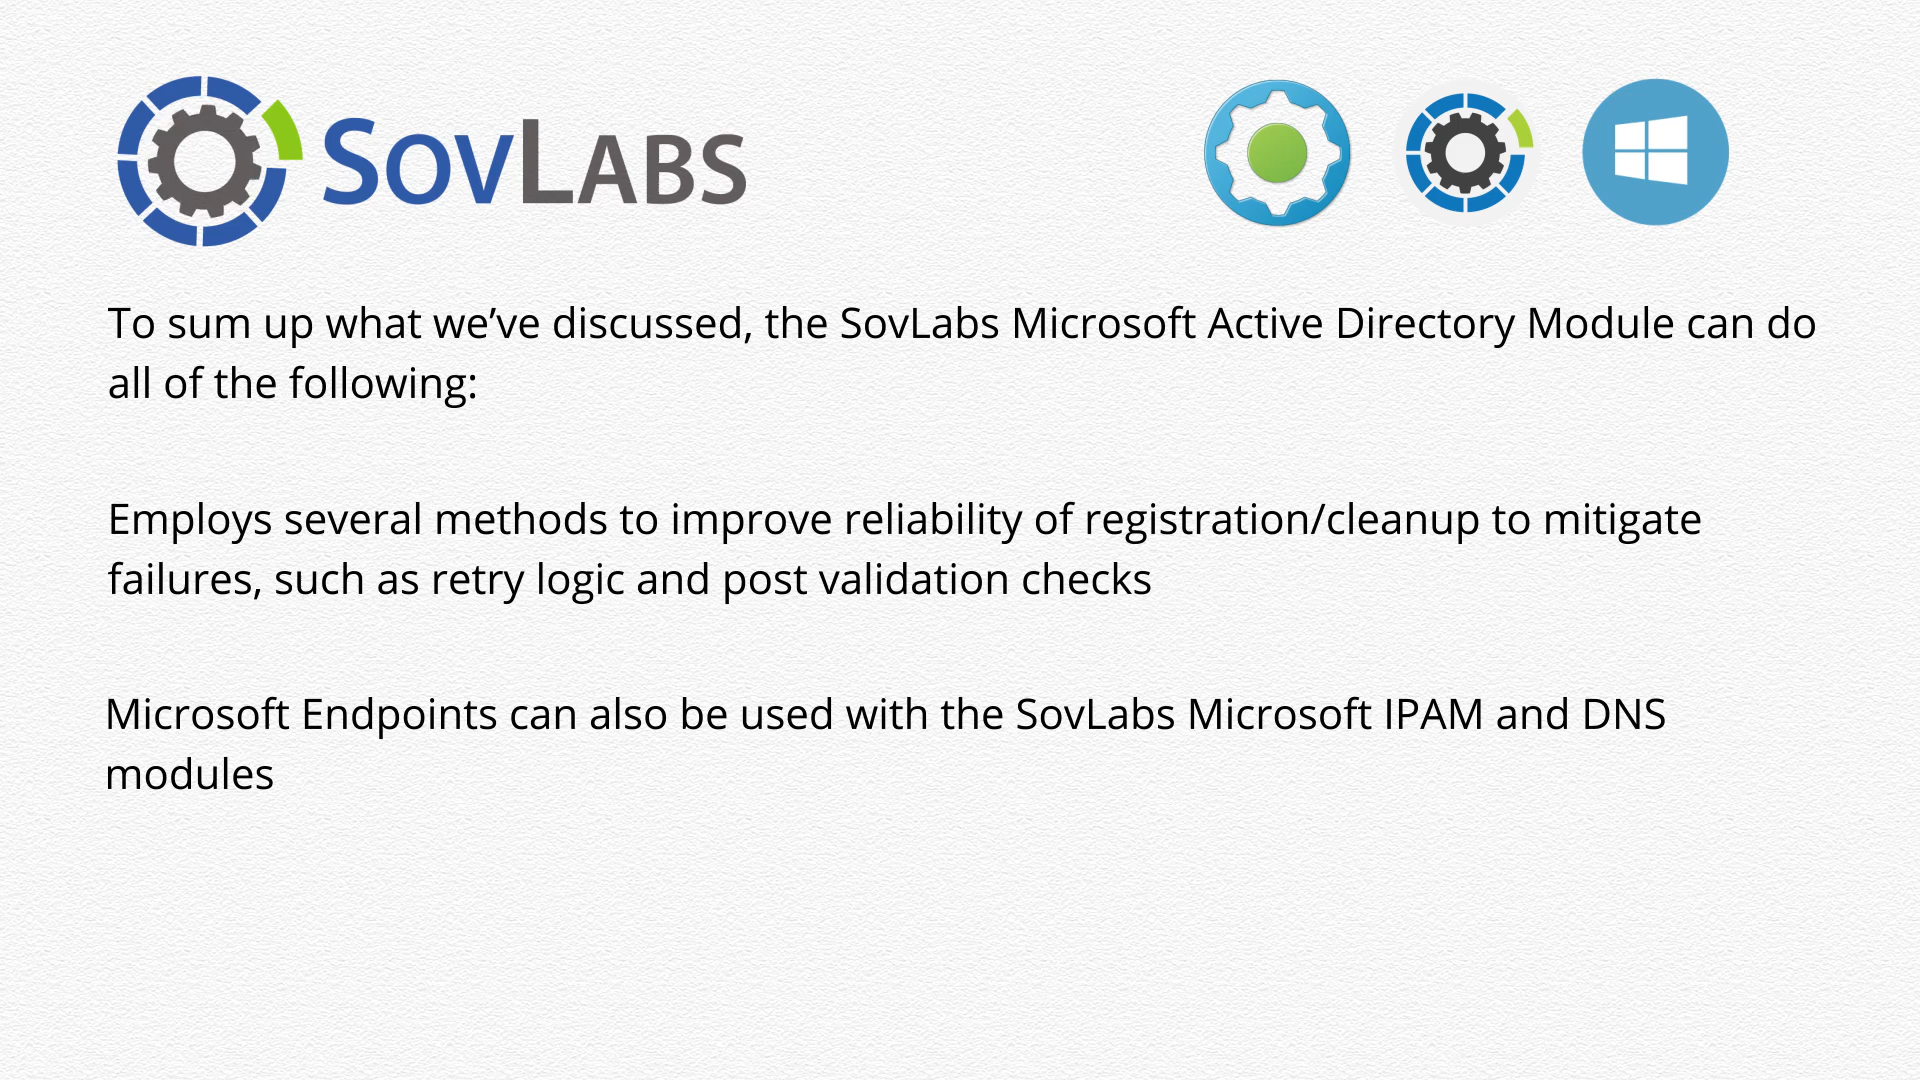 SOVLABS
To sum up what we’ve discussed, the SovLabs Microsoft Active Directory Module can do
all of the following:
Employs several methods to improve reliability of registration/cleanup to mitigate
failures, such as retry logic and post validation checks
Microsoft Endpoints can also be used with the SovLabs Microsoft IPAM and DNS
modules